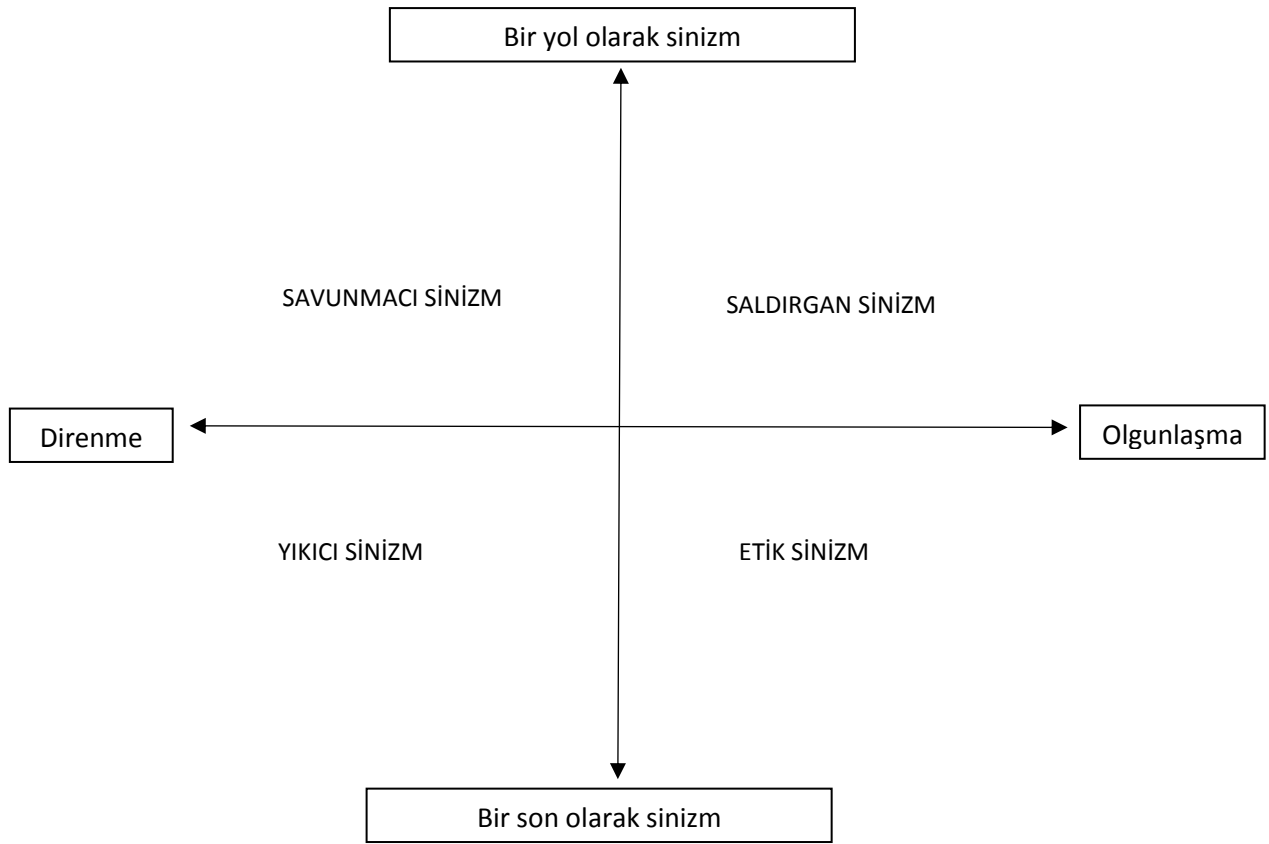 Bir yol olarak sinizm
SAVUNMACI SİNİZM
SALDIRGAN SİNİZM
Direnme
Olgunlaşma
YIKICI SİNİZM
ETİK SİNİZM
Bir son olarak sinizm